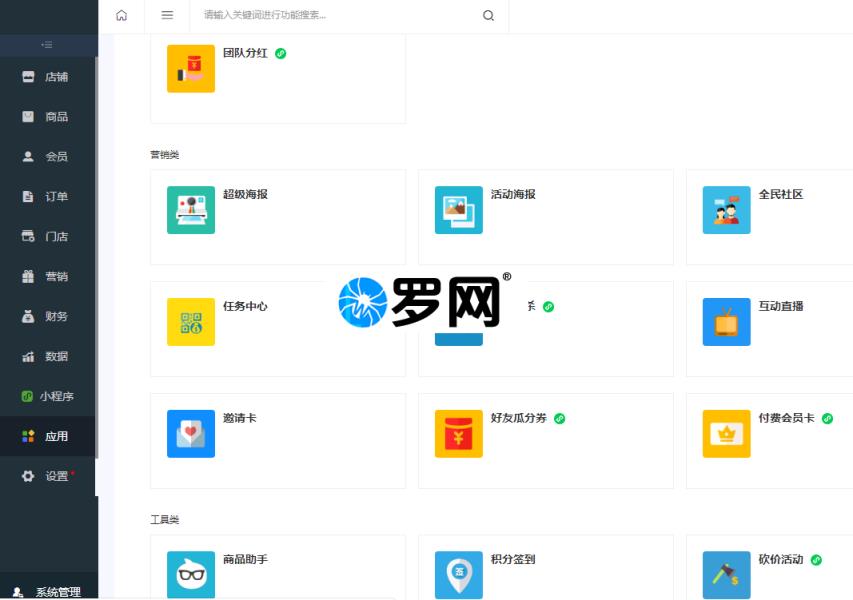 请输入关键词进行功能搜索...
店铺
商品
会员
订单
门店
营销
财务
数据
小程序
应用
设置*
系统管理
团队分红
营销类
超级海报
活动海报
全民社区
任务中心
罗网®
互动直播
邀请卡
好友瓜分券
付费会员卡
工具类
商品助手
积分签到
签
砍价活动